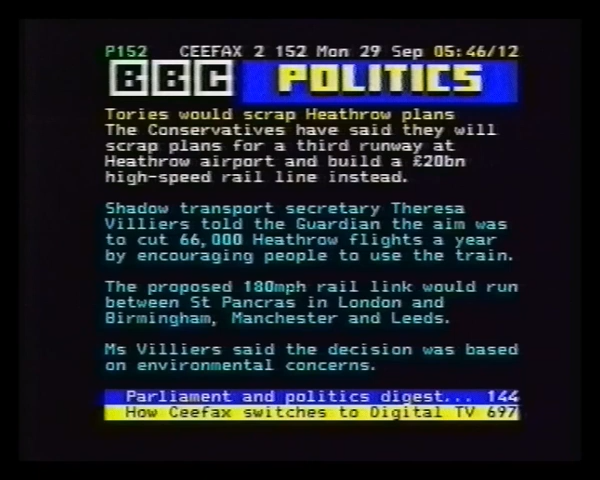 P152 CEEFAX 2 152 Mon 29 Sep 05:46/12
BBC POLITICS
Tories would scrap Heathrow plans
The Conservatives have said they will
scrap plans for a third runway at
Heathrow airport and build a £20bn
high-speed rail line instead.
Shadow transport secretary Theresa
Villiers told the Guardian the aim was
to cut 66,000 Heathrow flights a year
by encouraging people to use the train.
The proposed 180mph rail link would run
between St Pancras in London and
Birmingham, Manchester and Leeds.
Ms Villiers said the decision was based
on environmental concerns.
Parliament and politics digest... 144
How Ceefax switches to Digital TV 697